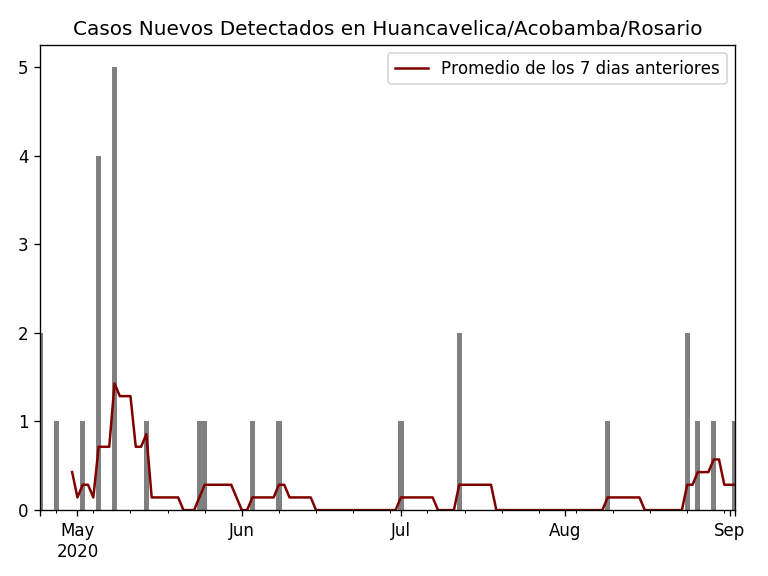 Casos Nuevos Detectados en Huancavelica/Acobamba/Rosario
Promedio de los 7 dias anteriores
5
4
3
2
1
0
May Jun Jul Aug Sep
2020